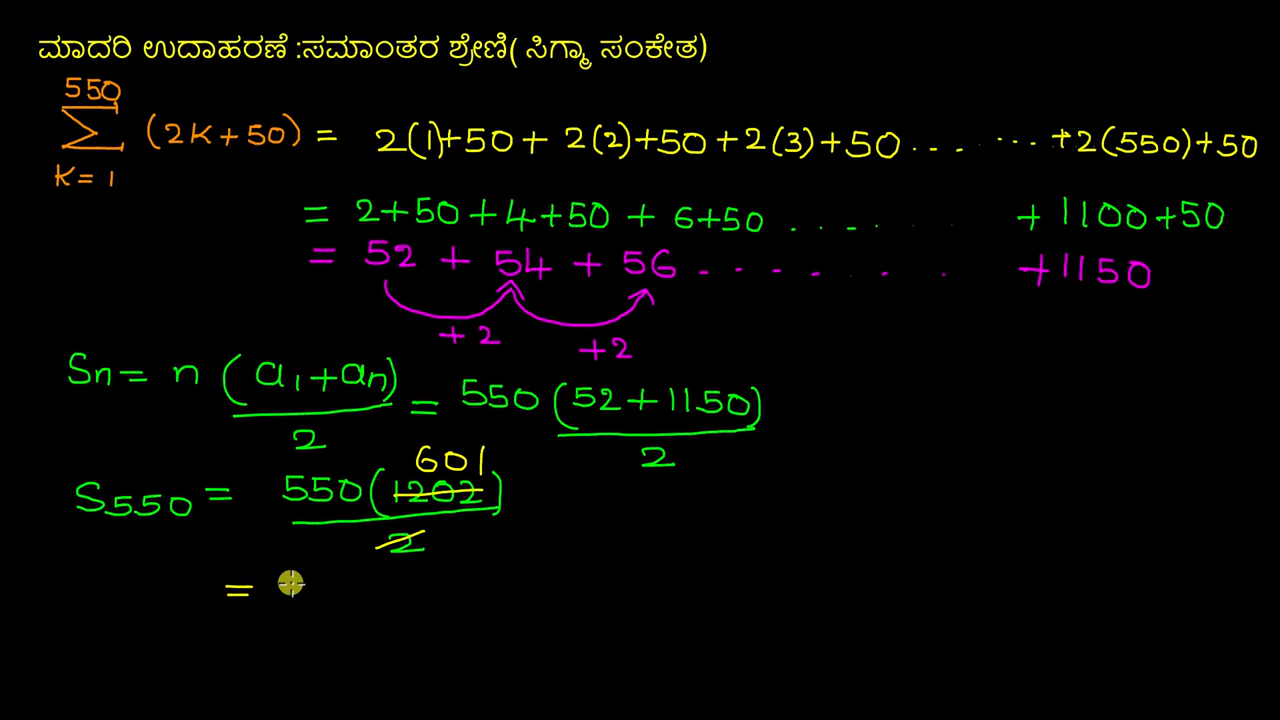 ಮಾದರಿ ಉದಾಹರಣೆ :ಸಮಾಂತರ ಶ್ರೇಣಿ( ಸಿಗ್ಮಾ ಸಂಕೇತ)
550
∑ (2K+50) = 2(1)+50+ 2(2)+50+2(3)+50... ... +2(550)+50
K=1
= 2+50+4+50+ 6+50 ....... + 1100+50
= 52 + 54 + 56 ....... +1150
+2 +2
Sn= n (a1+an)/2 = 550 (52+1150)/2
601
S550 = 550(1202)/2
=